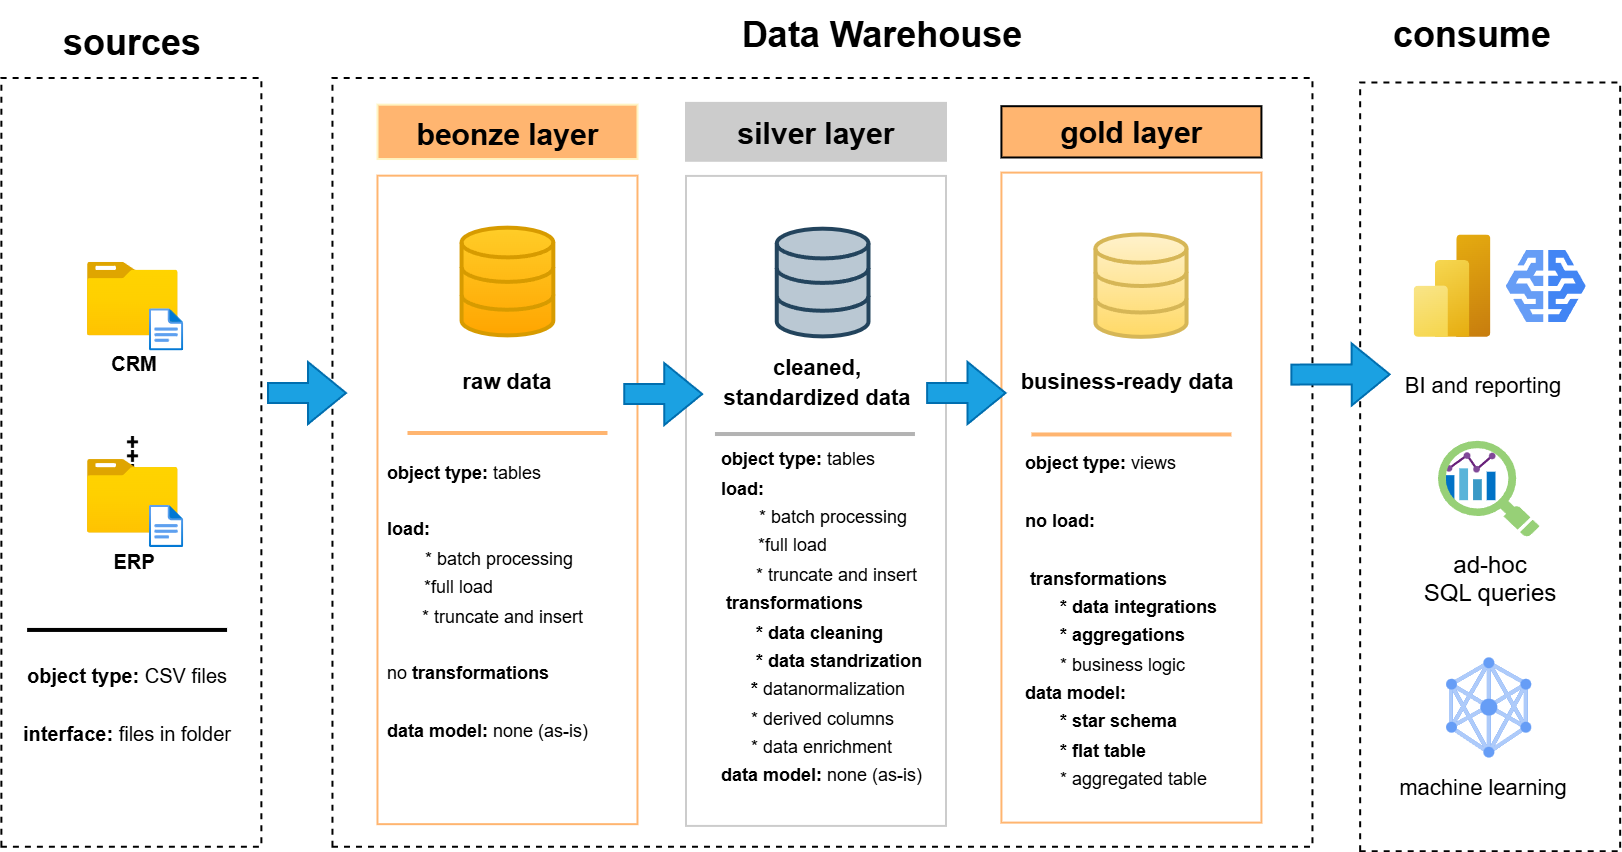 sources
Data Warehouse
consume
CRM
ERP
object type: CSV files
interface: files in folder
beonze layer
raw data
object type: tables
load:
* batch processing
*full load
* truncate and insert
no transformations
data model: none (as-is)
silver layer
cleaned,
standardized data
object type: tables
load:
* batch processing
*full load
* truncate and insert
transformations
* data cleaning
* data standrization
* datanormalization
* derived columns
* data enrichment
data model: none (as-is)
gold layer
business-ready data
object type: views
no load:
transformations
* data integrations
* aggregations
* business logic
data model:
* star schema
* flat table
* aggregated table
BI and reporting
ad-hoc
SQL queries
machine learning